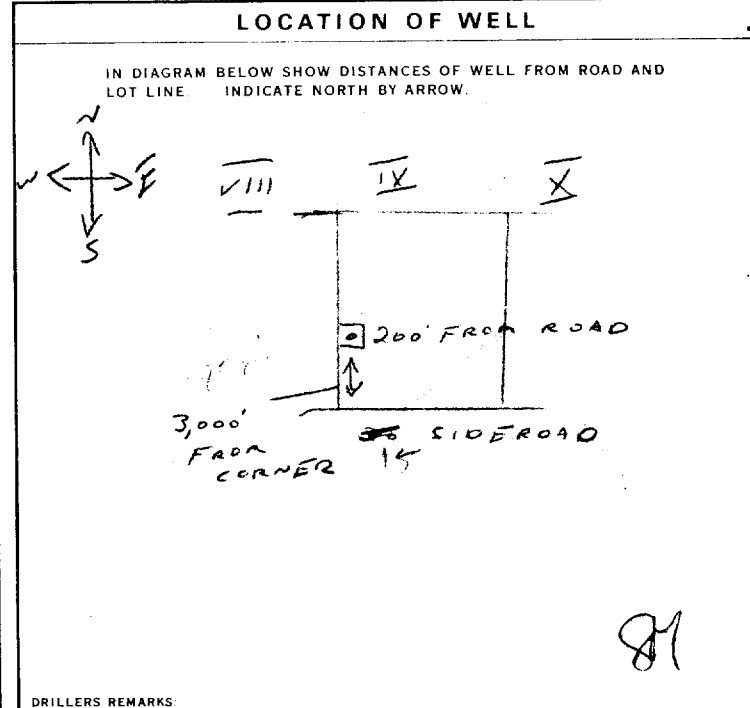 LOCATION OF WELL
IN DIAGRAM BELOW SHOW DISTANCES OF WELL FROM ROAD AND
LOT LINE. INDICATE NORTH BY ARROW.
N
W E
S
VIII IX X
200' FROM ROAD
3,000'
FROM
CORNER
SIDEROAD
15
DRILLERS REMARKS: